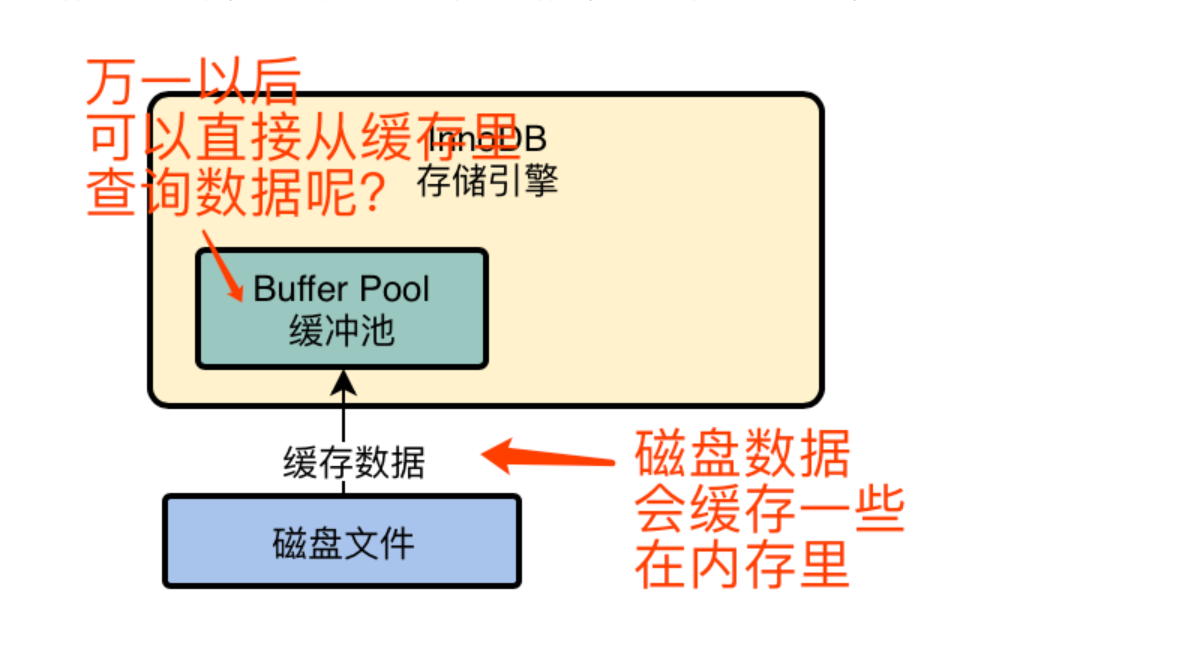 万一以后
可以直接从缓存里
查询数据呢?
InnoDB
存储引擎
Buffer Pool
缓冲池
缓存数据
磁盘数据
会缓存一些
在内存里
磁盘文件